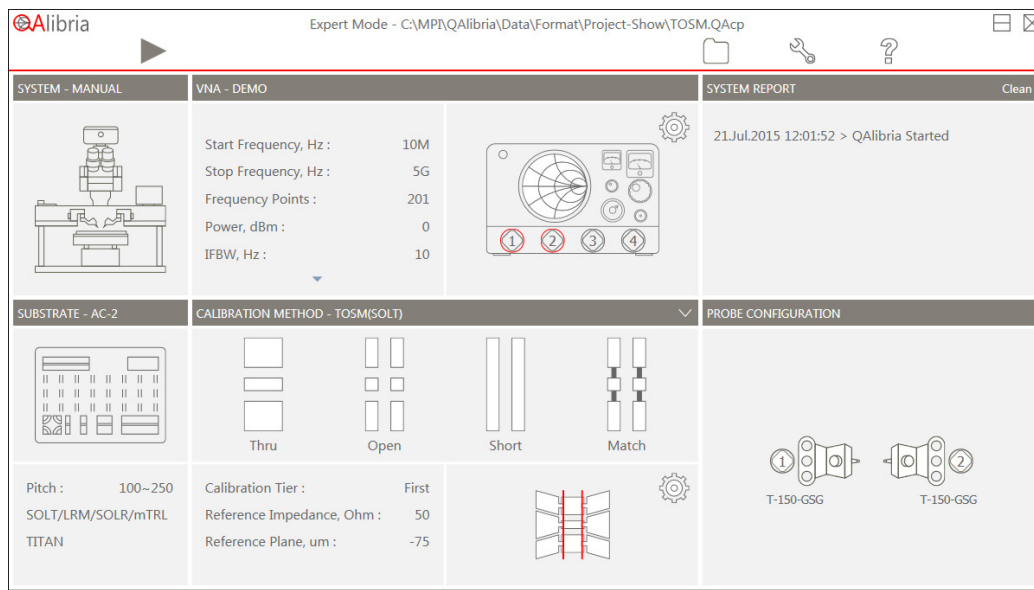 QAlibria
Expert Mode - C:\MPI\QAlibria\Data\Format\Project-Show\TOSM.QAcp
?
SYSTEM - MANUAL
VNA - DEMO
SYSTEM REPORT
Clean
Start Frequency, Hz : 10M
Stop Frequency, Hz : 5G
Frequency Points : 201
Power, dBm : 0
IFBW, Hz : 10
1 2 3 4
21.Jul.2015 12:01:52 > QAlibria Started
SUBSTRATE - AC-2
CALIBRATION METHOD - TOSM(SOLT)
PROBE CONFIGURATION
Thru Open Short Match
1 2
T-150-GSG T-150-GSG
Pitch : 100~250
SOLT/LRM/SOLR/mTRL
TITAN
Calibration Tier : First
Reference Impedance, Ohm : 50
Reference Plane, um : -75